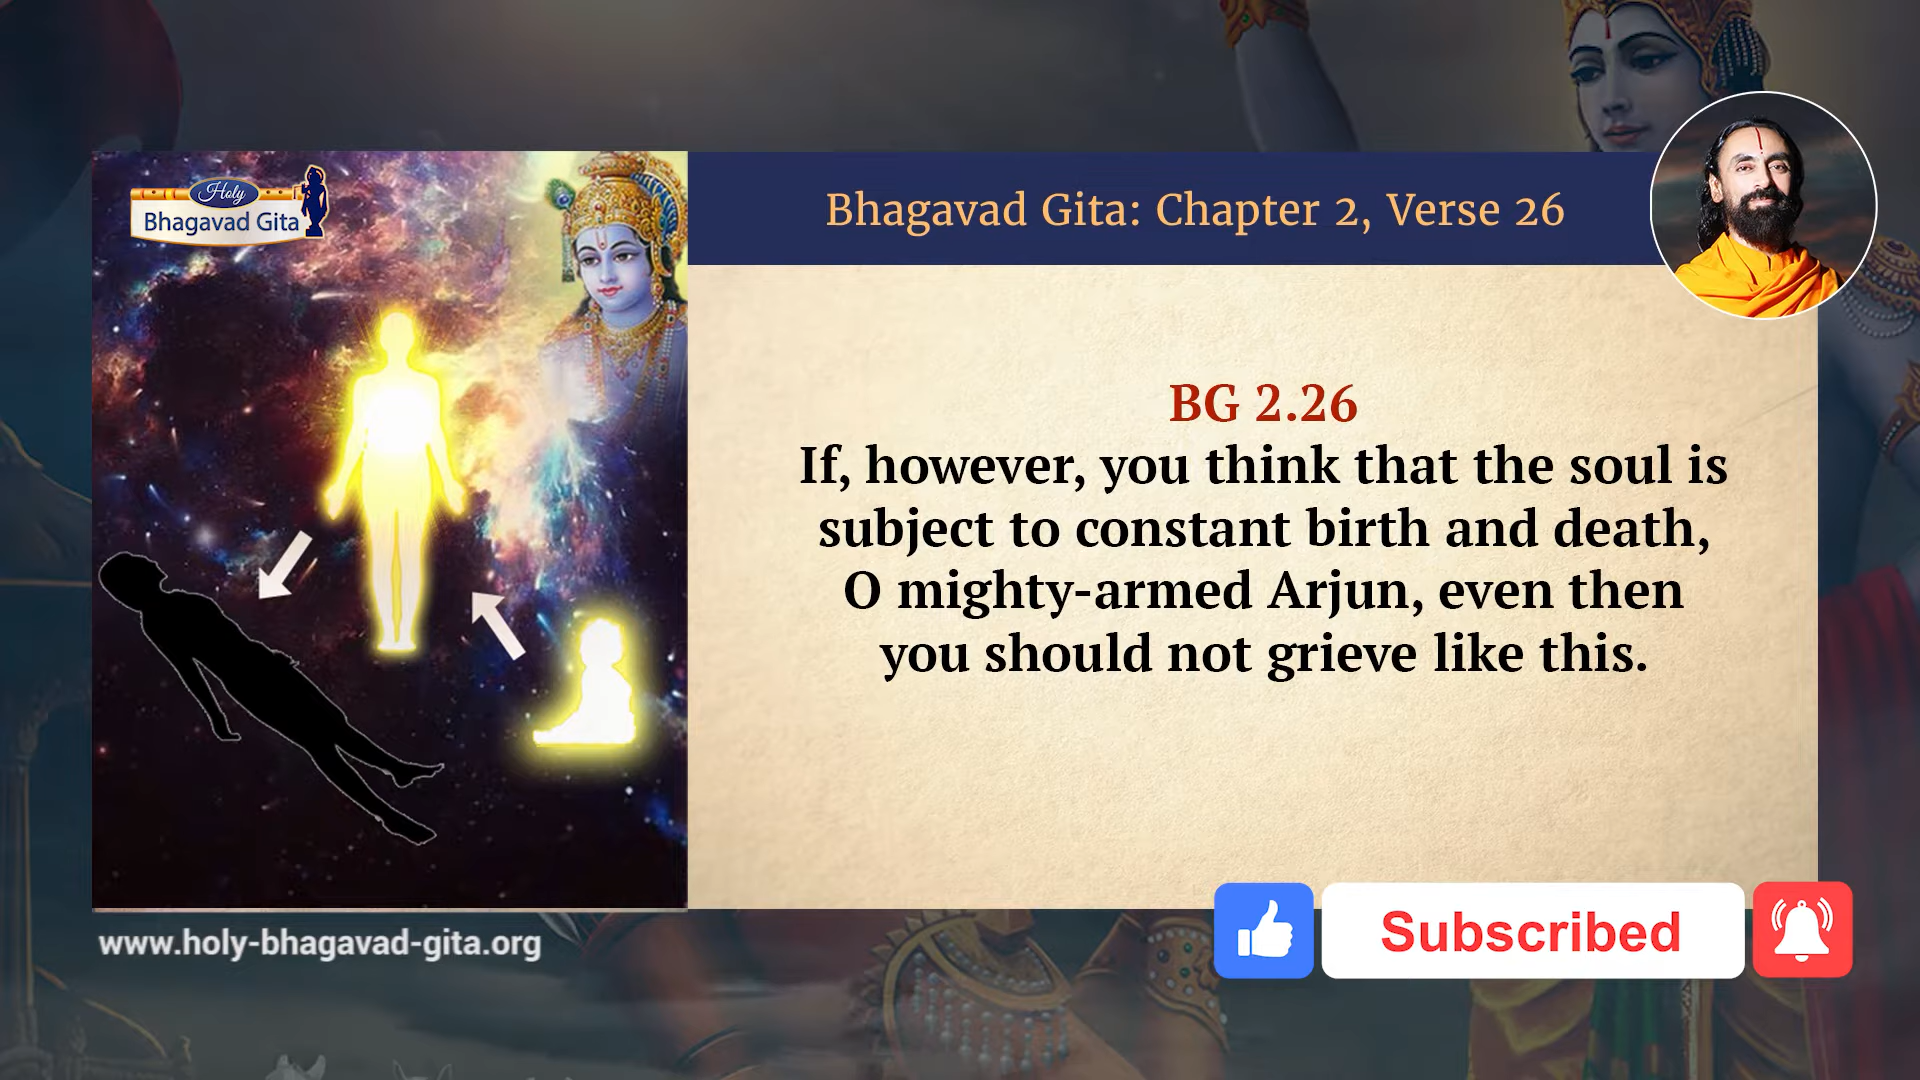 Holy
Bhagavad Gita
Bhagavad Gita: Chapter 2, Verse 26
BG 2.26
If, however, you think that the soul is
subject to constant birth and death,
O mighty-armed Arjun, even then
you should not grieve like this.
www.holy-bhagavad-gita.org
Subscribed